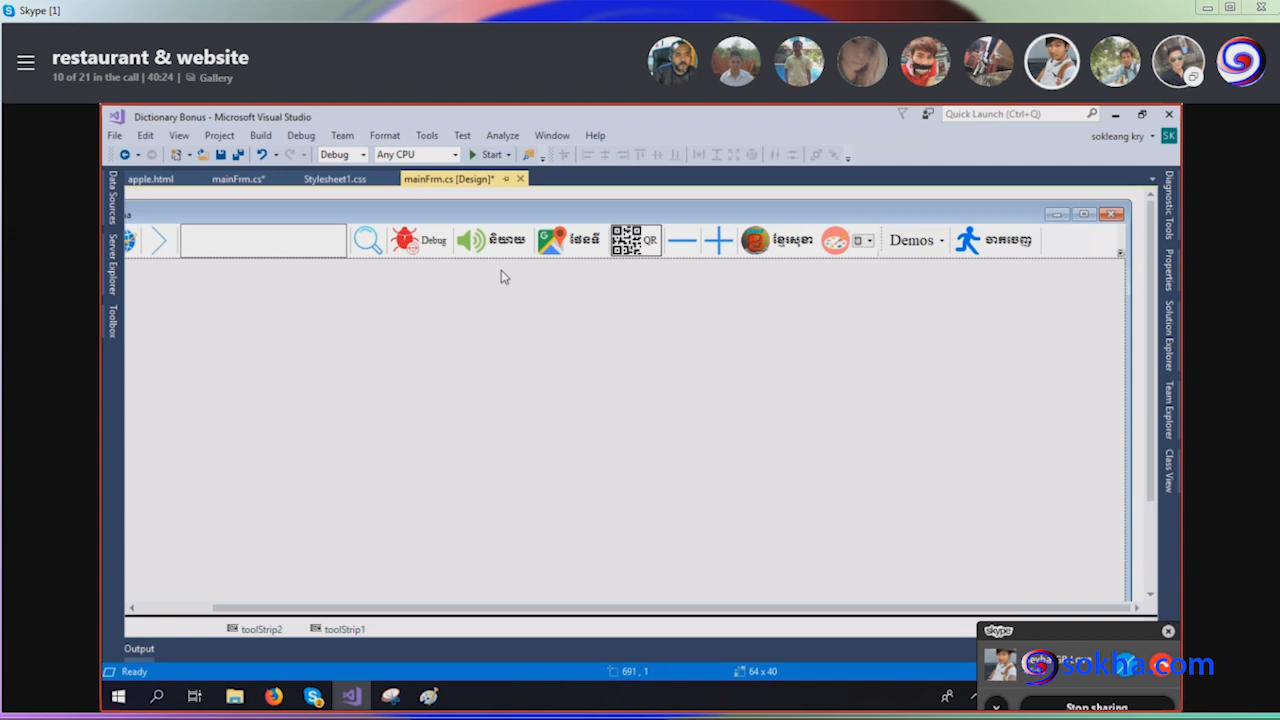 Skype [1]
restaurant & website
10 of 21 in the call | 40:24 | Gallery
Dictionary Bonus - Microsoft Visual Studio
Quick Launch (Ctrl+Q)
File Edit View Project Build Debug Team Format Tools Test Analyze Window Help
sokleang kry SK
Debug Any CPU Start
apple.html mainFrm.cs* Stylesheet1.css mainFrm.cs [Design]*
Data Sources
Server Explorer
Toolbox
Debug និយាយ ផែនទី QR ខ្មែរសុខា Demos ចាកចេញ
Diagnostic Tools
Properties
Solution Explorer
Team Explorer
Class View
toolStrip2 toolStrip1
Output
Ready 691 , 1 64 x 40
skype
sokha.com
Stop sharing